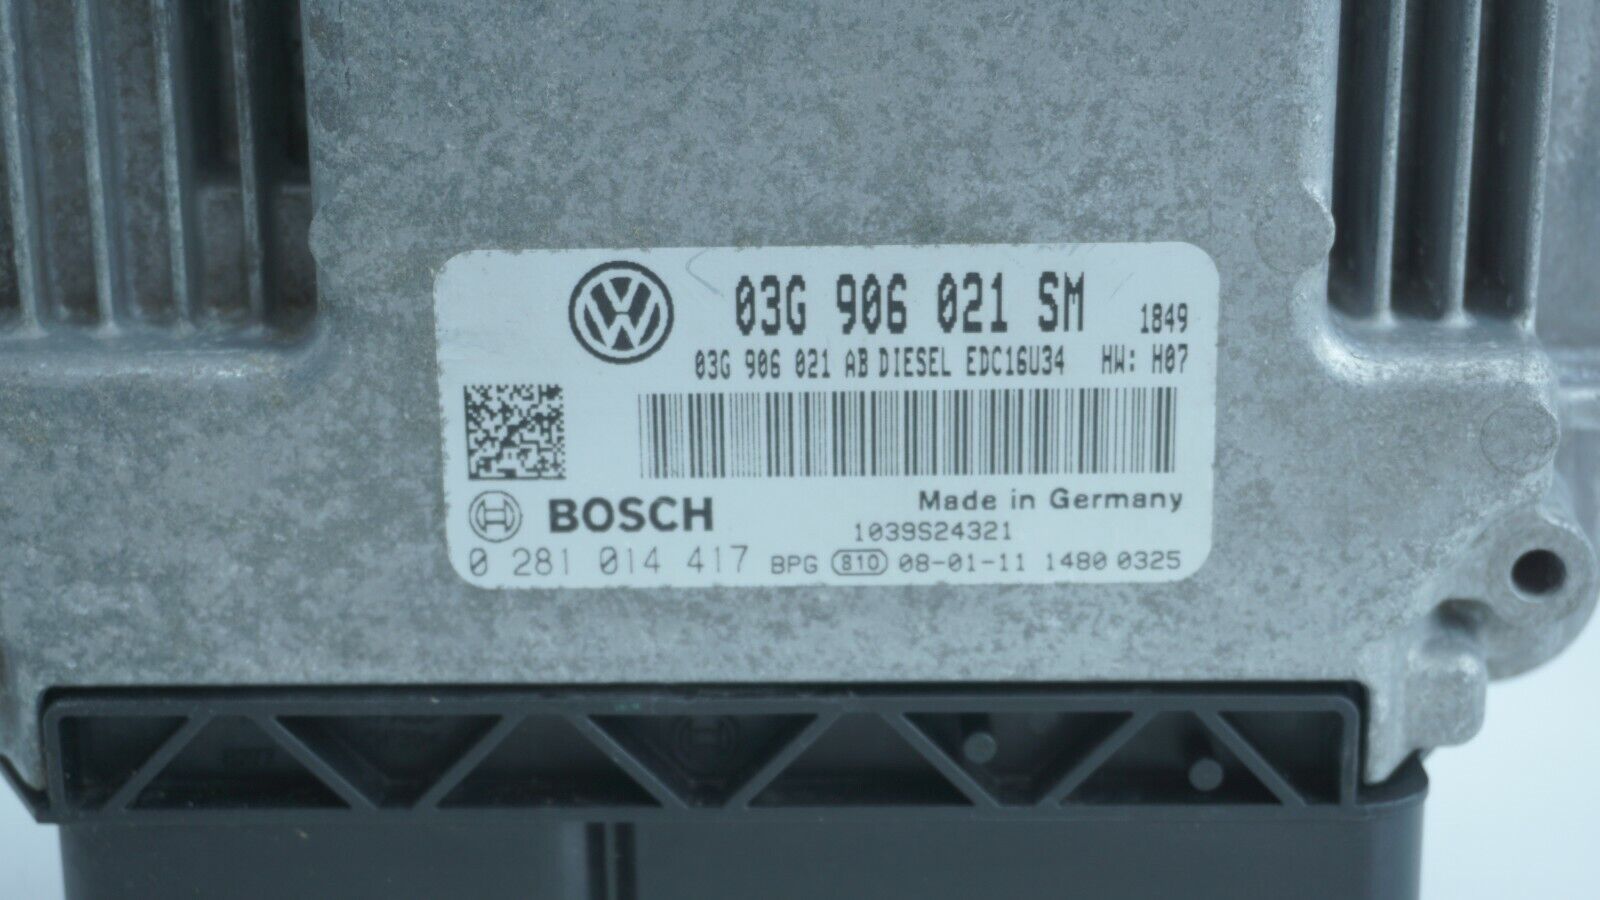 03G 906 021 SM 1849
03G 906 021 AB DIESEL EDC16U34 HW: H07
BOSCH Made in Germany
1039S24321
0 281 014 417 BPG 810 08-01-11 1480 0325